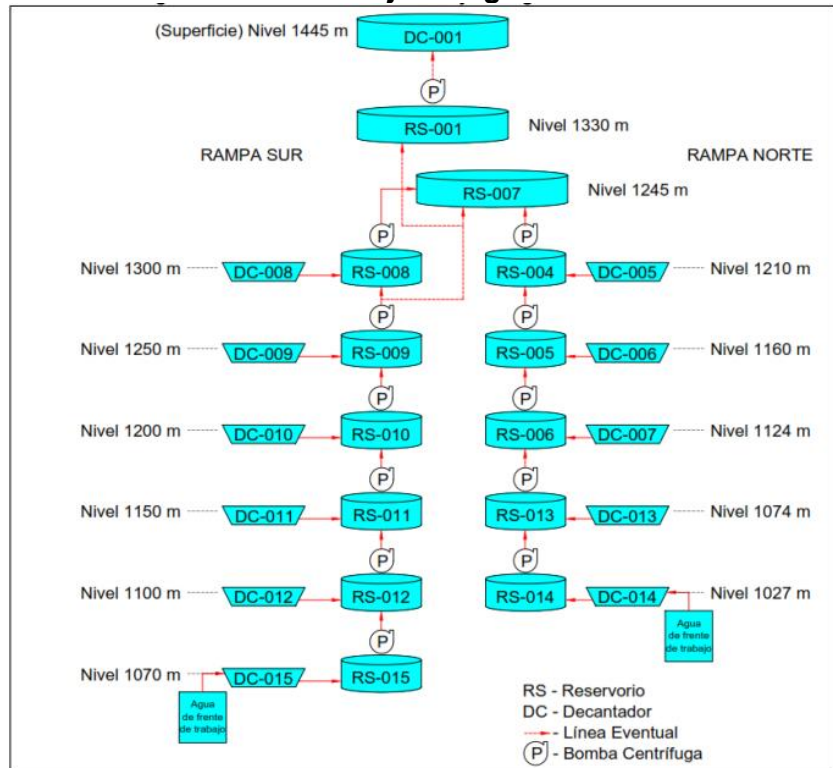 (Superficie) Nivel 1445 m
DC-001
P
RS-001
Nivel 1330 m
RAMPA SUR
RAMPA NORTE
RS-007
Nivel 1245 m
P
P
Nivel 1300 m
DC-008
RS-008
RS-004
DC-005
Nivel 1210 m
P
P
Nivel 1250 m
DC-009
RS-009
RS-005
DC-006
Nivel 1160 m
P
P
Nivel 1200 m
DC-010
RS-010
RS-006
DC-007
Nivel 1124 m
P
P
Nivel 1150 m
DC-011
RS-011
RS-013
DC-013
Nivel 1074 m
P
P
Nivel 1100 m
DC-012
RS-012
RS-014
DC-014
Nivel 1027 m
Agua
de frente
de trabajo
P
Nivel 1070 m
DC-015
RS-015
Agua
de frente
de trabajo
RS - Reservorio
DC - Decantador
- Línea Eventual
P - Bomba Centrífuga